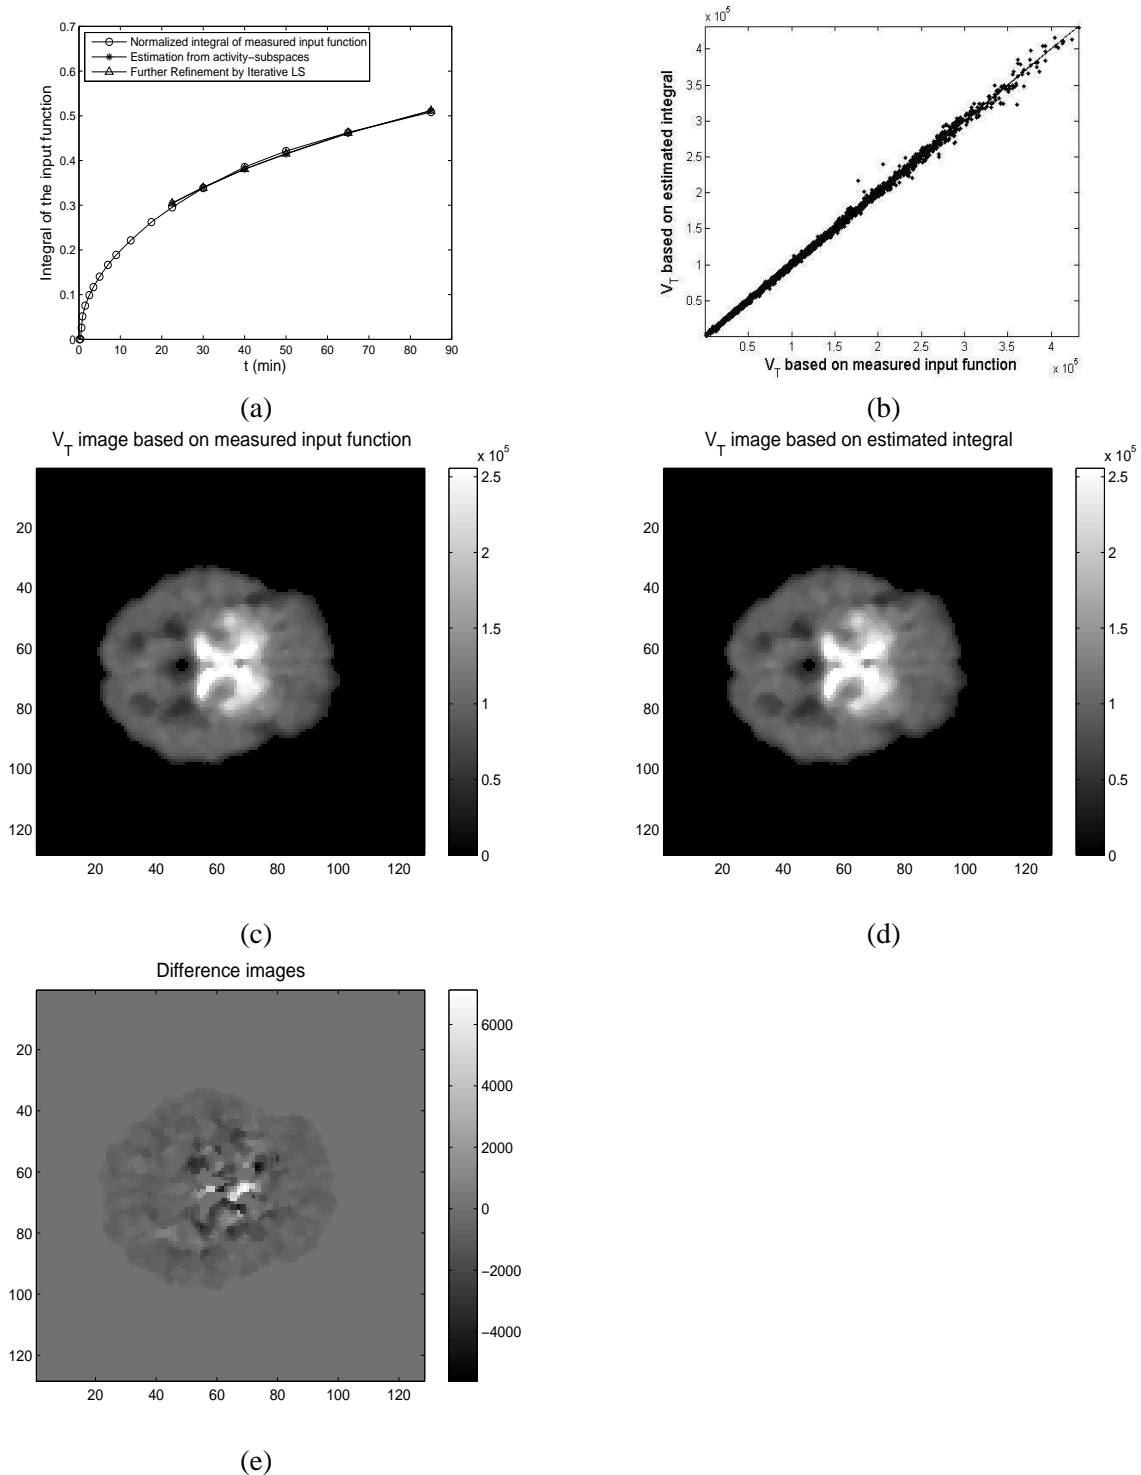 0.7
0.6
0.5
0.4
0.3
0.2
0.1
0
Integral of the input function
Normalized integral of measured input function
Estimation from activity−subspaces
Further Refinement by Iterative LS
0 10 20 30 40 50 60 70 80 90
t (min)
(a)
x 10^5
4
3.5
3
2.5
2
1.5
1
0.5
V_T based on estimated integral
0.5 1 1.5 2 2.5 3 3.5 4
x 10^5
V_T based on measured input function
(b)
V_T image based on measured input function
x 10^5
20
40
60
80
100
120
20 40 60 80 100 120
2.5
2
1.5
1
0.5
0
(c)
V_T image based on estimated integral
x 10^5
20
40
60
80
100
120
20 40 60 80 100 120
2.5
2
1.5
1
0.5
0
(d)
Difference images
20
40
60
80
100
120
20 40 60 80 100 120
6000
4000
2000
0
−2000
−4000
(e)